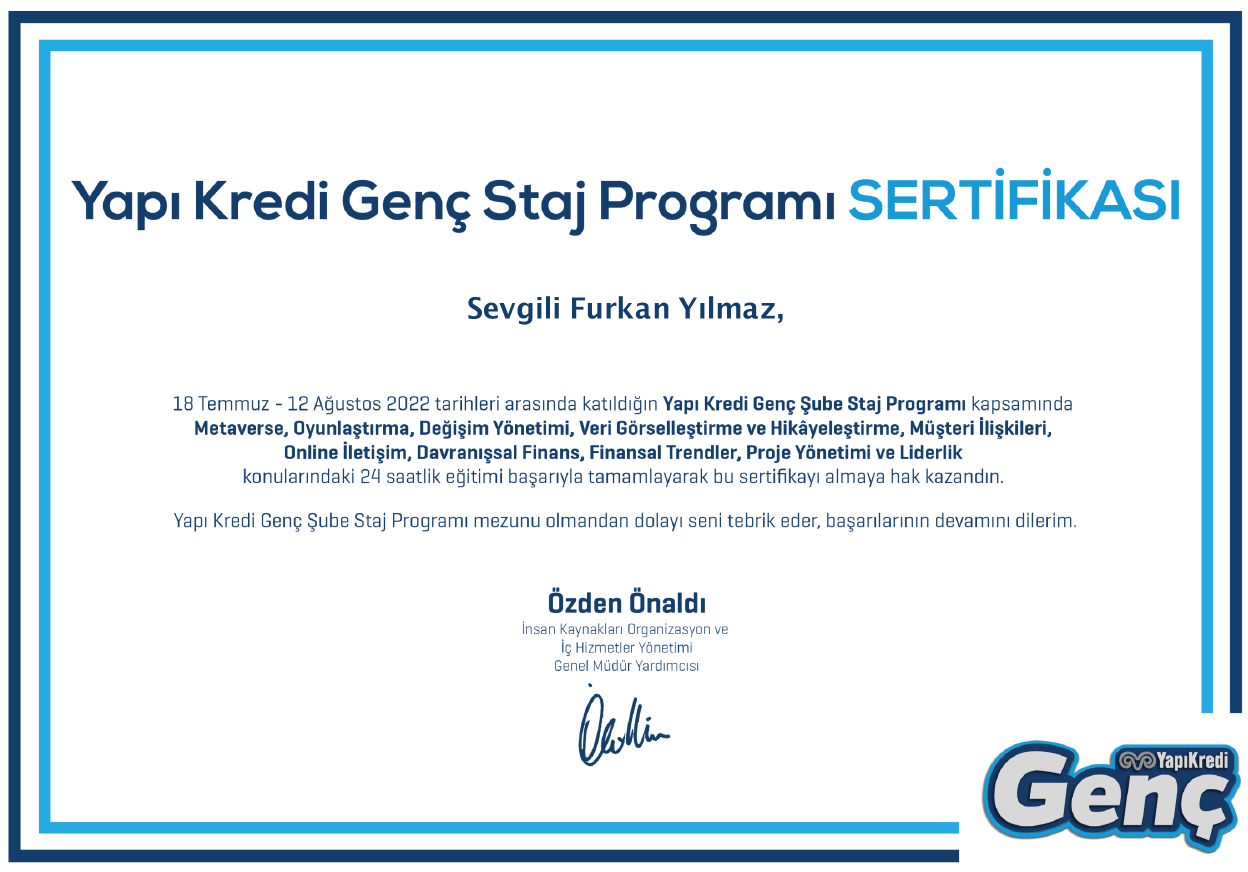 Yapı Kredi Genç Staj Programı SERTİFİKASI
Sevgili Furkan Yılmaz,
18 Temmuz - 12 Ağustos 2022 tarihleri arasında katıldığın Yapı Kredi Genç Şube Staj Programı kapsamında
Metaverse, Oyunlaştırma, Değişim Yönetimi, Veri Görselleştirme ve Hikâyeleştirme, Müşteri İlişkileri,
Online İletişim, Davranışsal Finans, Finansal Trendler, Proje Yönetimi ve Liderlik
konularındaki 24 saatlik eğitimi başarıyla tamamlayarak bu sertifikayı almaya hak kazandın.
Yapı Kredi Genç Şube Staj Programı mezunu olmandan dolayı seni tebrik eder, başarılarının devamını dilerim.
Özden Önaldı
İnsan Kaynakları Organizasyon ve
İç Hizmetler Yönetimi
Genel Müdür Yardımcısı
YapıKredi
Genç